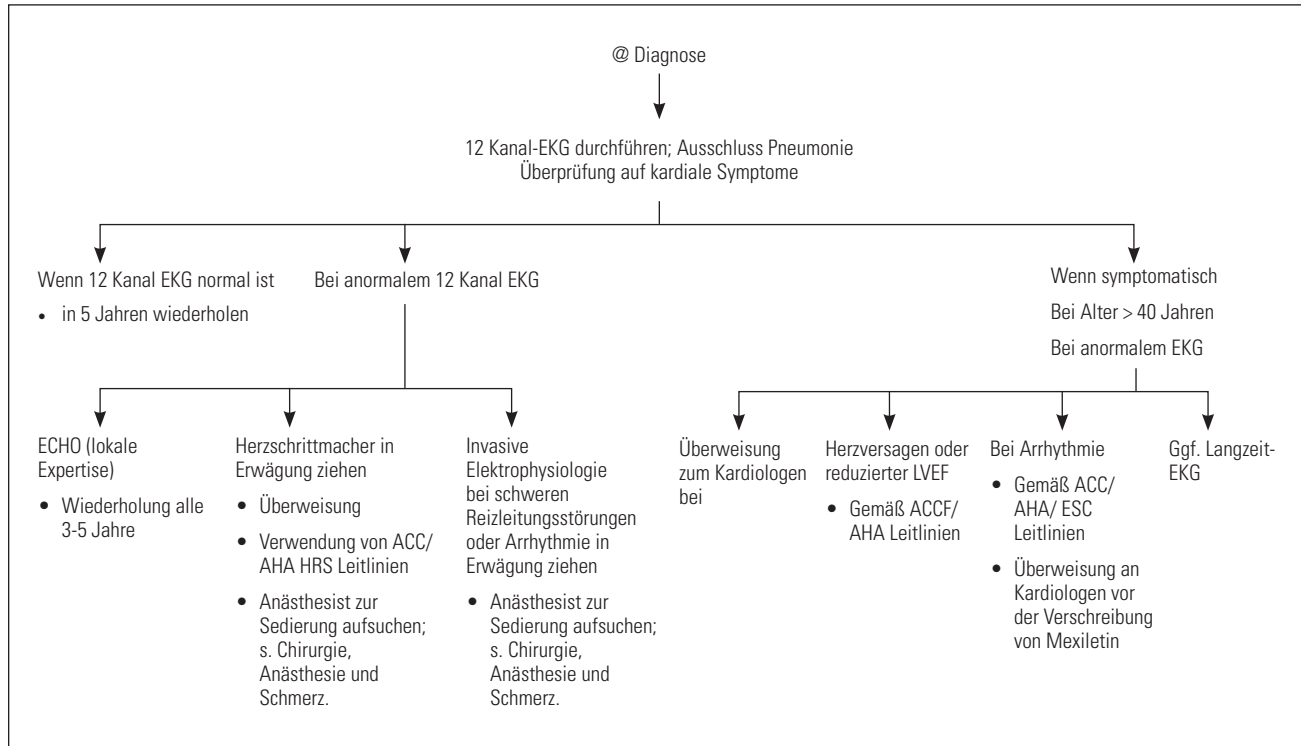 @ Diagnose
12 Kanal-EKG durchführen; Ausschluss Pneumonie
Überprüfung auf kardiale Symptome
Wenn 12 Kanal EKG normal ist
• in 5 Jahren wiederholen
Bei anormalem 12 Kanal EKG
Wenn symptomatisch
Bei Alter > 40 Jahren
Bei anormalem EKG
ECHO (lokale
Expertise)
• Wiederholung alle
3-5 Jahre
Herzschrittmacher in
Erwägung ziehen
• Überweisung
• Verwendung von ACC/
AHA HRS Leitlinien
• Anästhesist zur
Sedierung aufsuchen;
s. Chirurgie,
Anästhesie und
Schmerz.
Invasive
Elektrophysiologie
bei schweren
Reizleitungsstörungen
oder Arrhythmie in
Erwägung ziehen
• Anästhesist zur
Sedierung aufsuchen;
s. Chirurgie,
Anästhesie und
Schmerz.
Überweisung
zum Kardiologen
bei
Herzversagen oder
reduzierter LVEF
• Gemäß ACCF/
AHA Leitlinien
Bei Arrhythmie
• Gemäß ACC/
AHA/ ESC
Leitlinien
• Überweisung an
Kardiologen vor
der Verschreibung
von Mexiletin
Ggf. Langzeit-
EKG